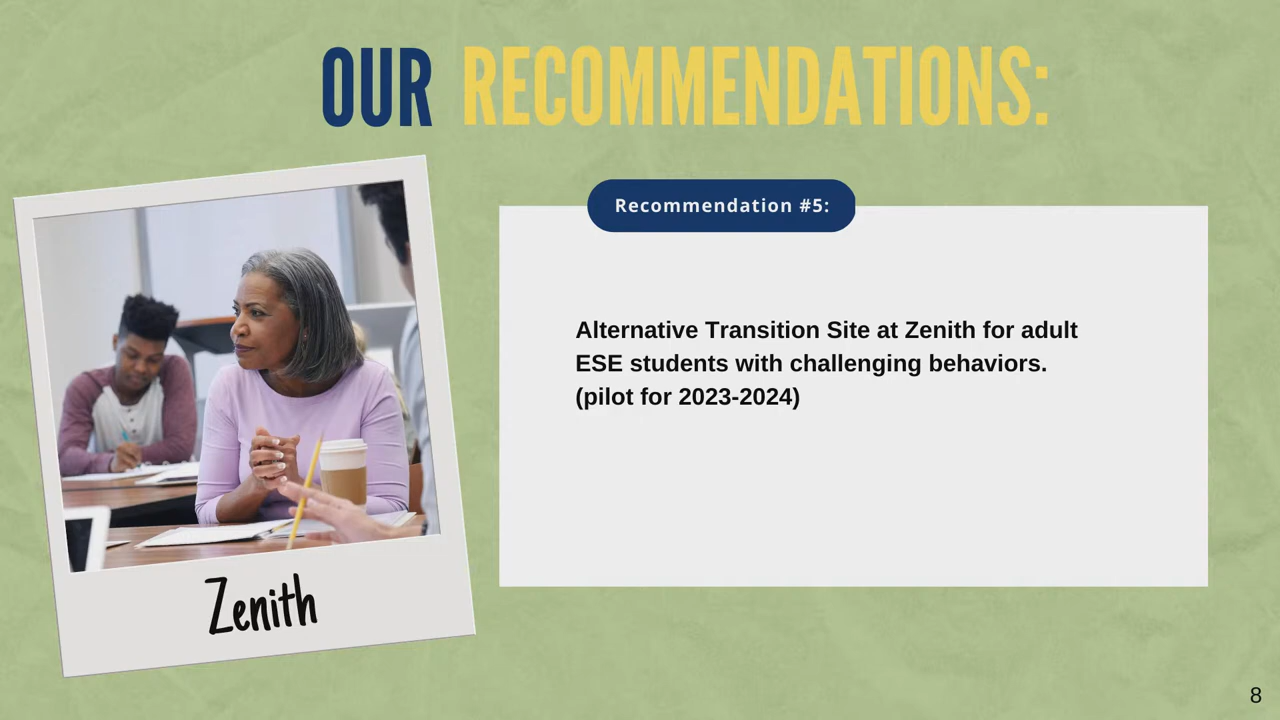 OUR RECOMMENDATIONS:
Recommendation #5:
Alternative Transition Site at Zenith for adult
ESE students with challenging behaviors.
(pilot for 2023-2024)
Zenith
8